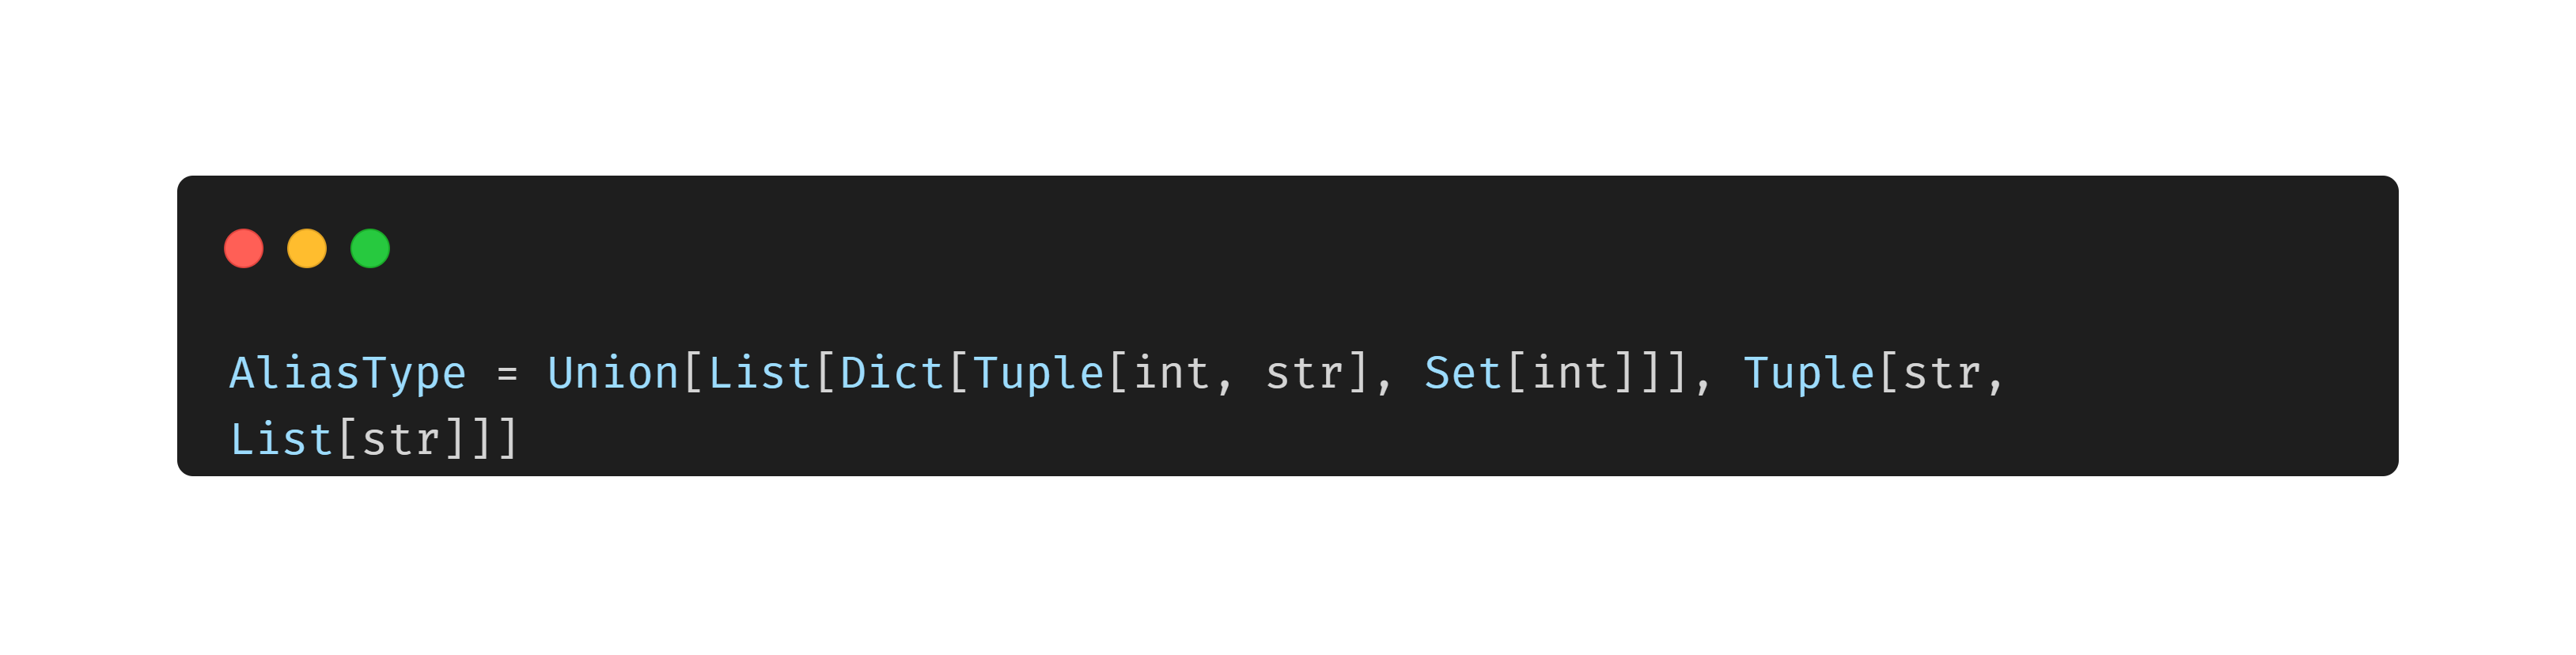 AliasType = Union[List[Dict[Tuple[int, str], Set[int]]], Tuple[str,
List[str]]]